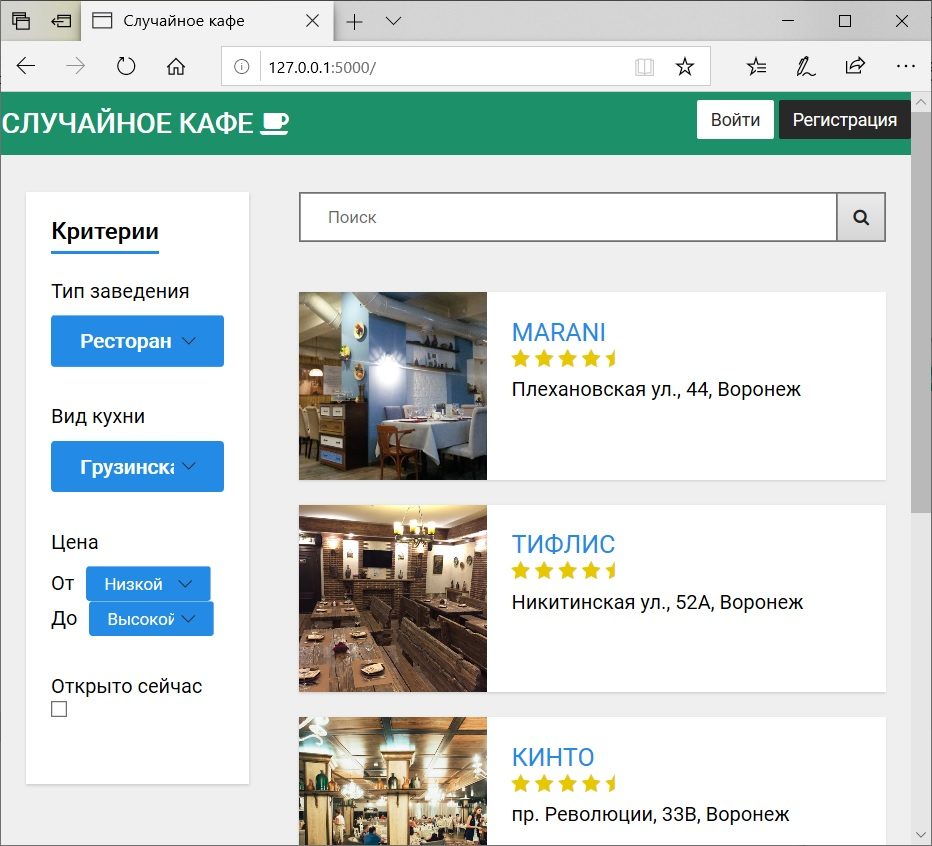 Случайное кафе
127.0.0.1:5000/
СЛУЧАЙНОЕ КАФЕ
Войти
Регистрация
Критерии
Тип заведения
Ресторан
Вид кухни
Грузинска
Цена
От Низкой
До Высокой
Открыто сейчас
Поиск
MARANI
Плехановская ул., 44, Воронеж
ТИФЛИС
Никитинская ул., 52А, Воронеж
КИНТО
пр. Революции, 33В, Воронеж